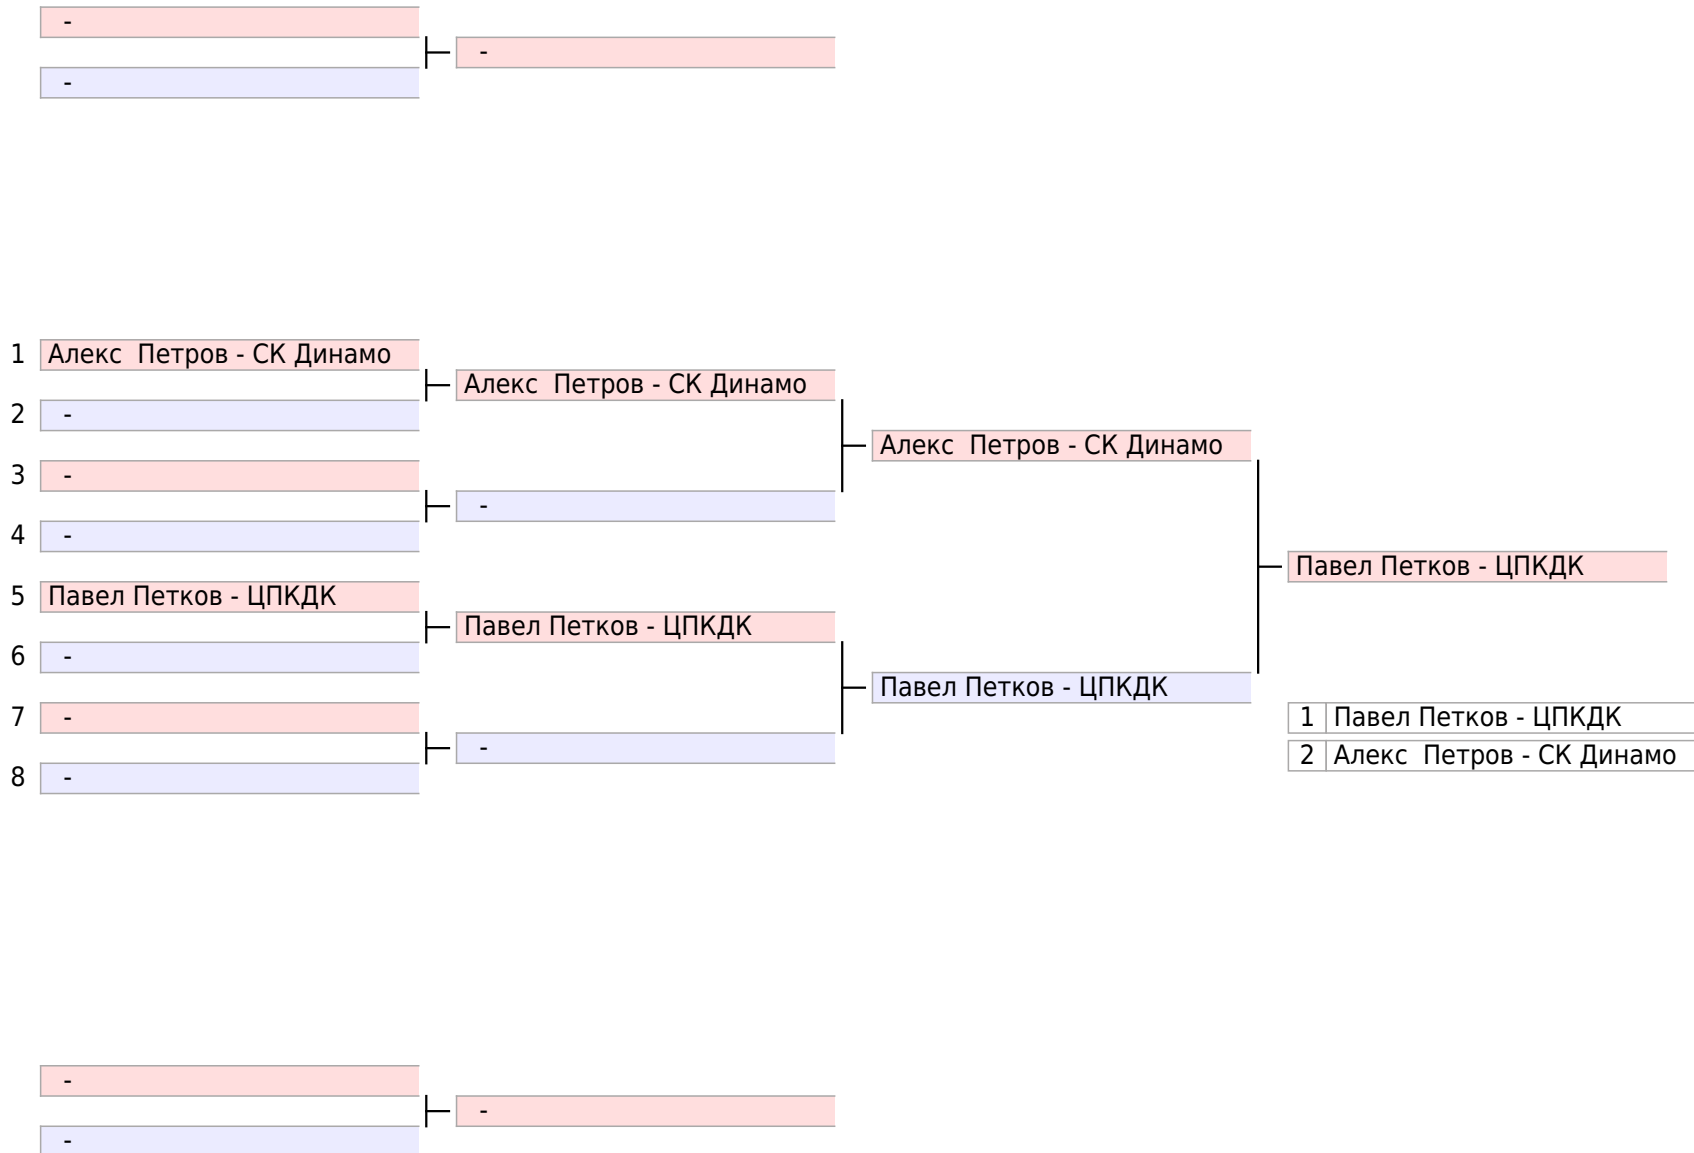 -
-
-
1 Алекс  Петров - СК Динамо
Алекс  Петров - СК Динамо
2 -
Алекс  Петров - СК Динамо
3 -
-
4 -
Павел Петков - ЦПКДК
5 Павел Петков - ЦПКДК
Павел Петков - ЦПКДК
6 -
Павел Петков - ЦПКДК
7 -
1 Павел Петков - ЦПКДК
-
2 Алекс  Петров - СК Динамо
8 -
-
-
-